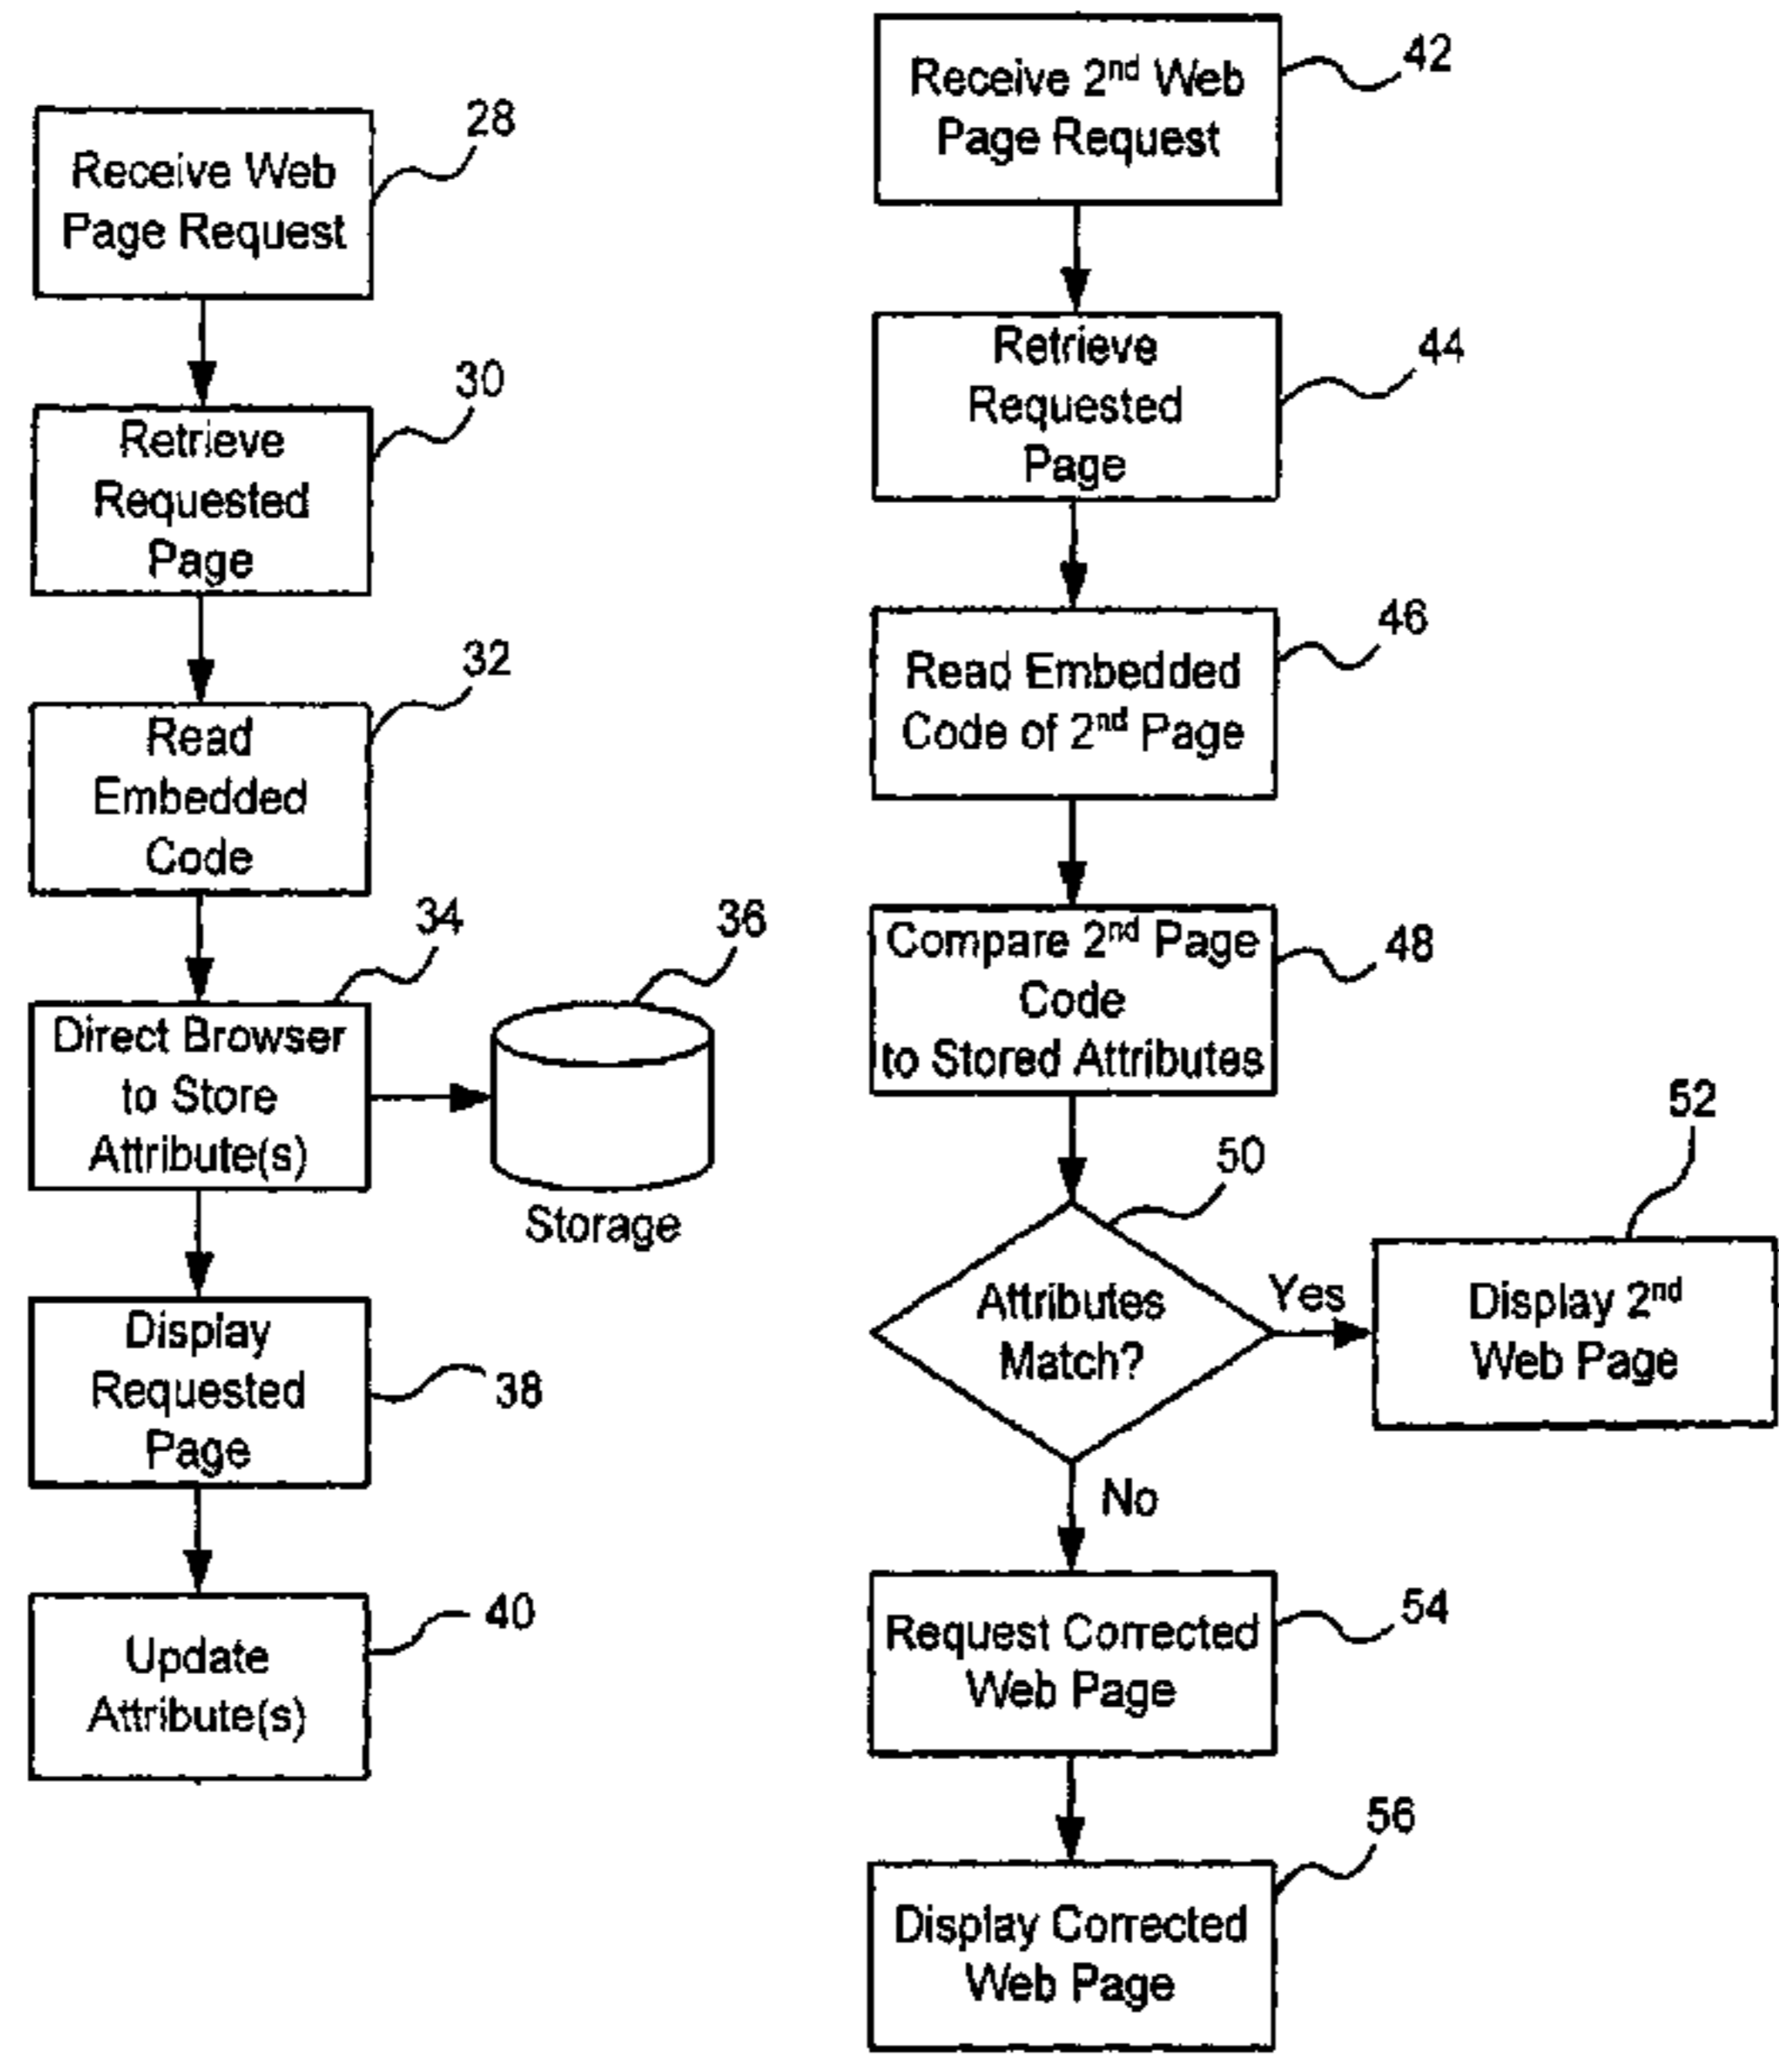 28
Receive Web
Page Request
30
Retrieve
Requested
Page
32
Read
Embedded
Code
34
Direct Browser
to Store
Attribute(s)
36
Storage
Display
Requested
Page
38
40
Update
Attribute(s)
42
Receive 2nd Web
Page Request
44
Retrieve
Requested
Page
46
Read Embedded
Code of 2nd Page
48
Compare 2nd Page
Code
to Stored Attributes
50
Attributes
Match?
Yes
52
Display 2nd
Web Page
No
54
Request Corrected
Web Page
56
Display Corrected
Web Page